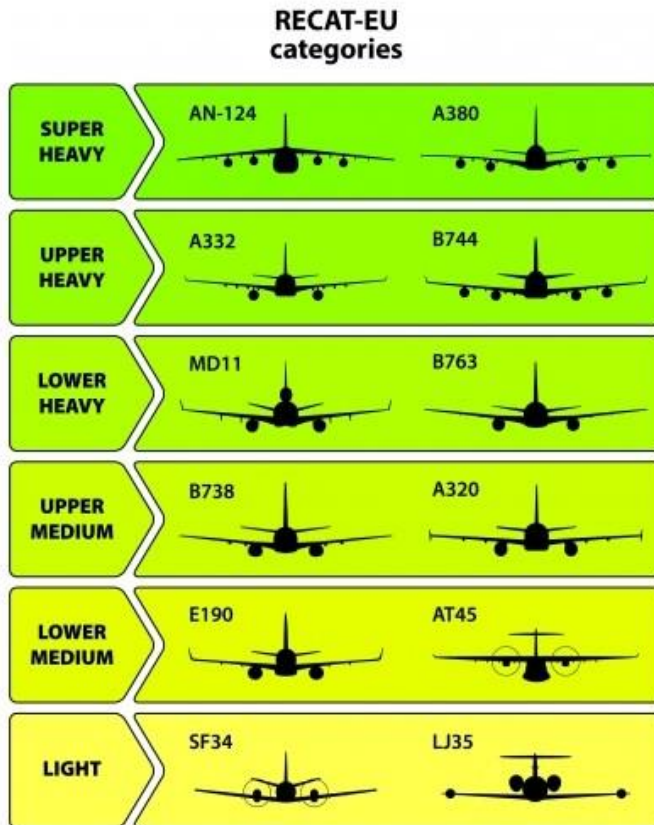 RECAT-EU
categories
SUPER
HEAVY
AN-124
A380
UPPER
HEAVY
A332
B744
LOWER
HEAVY
MD11
B763
UPPER
MEDIUM
B738
A320
LOWER
MEDIUM
E190
AT45
LIGHT
SF34
LJ35